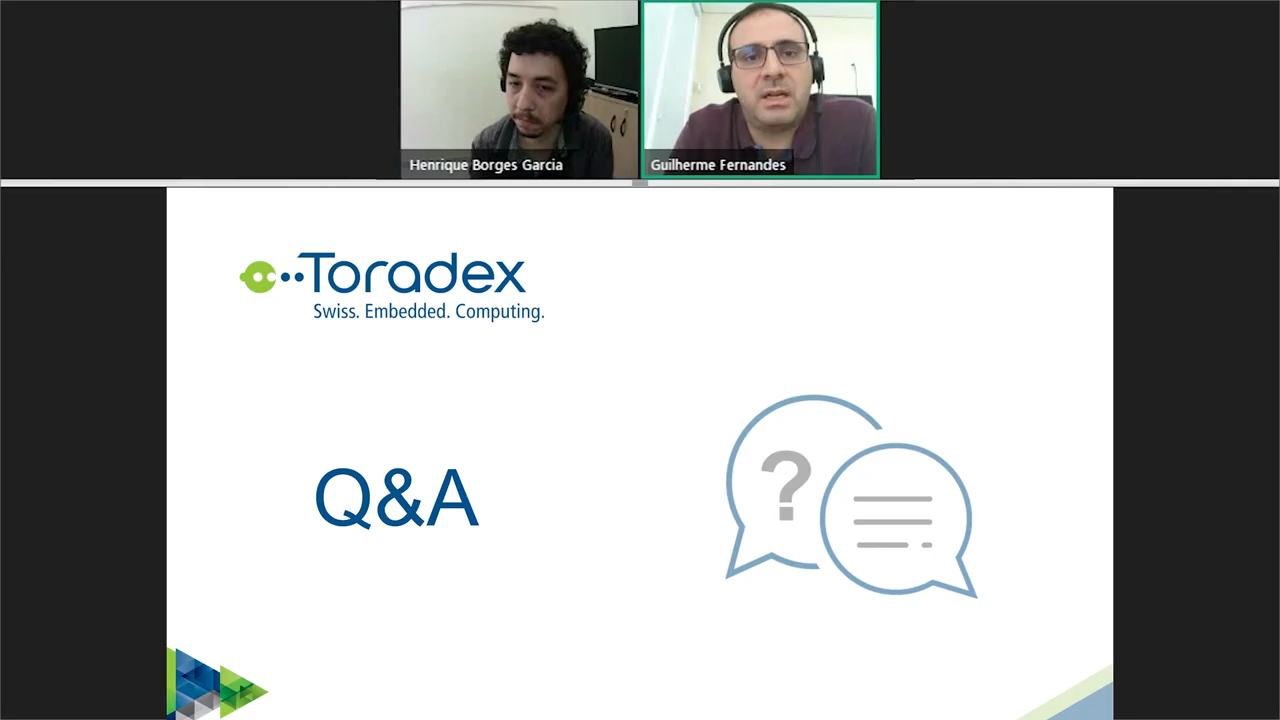 Henrique Borges Garcia
Guilherme Fernandes
Toradex
Swiss. Embedded. Computing.
Q&A
?